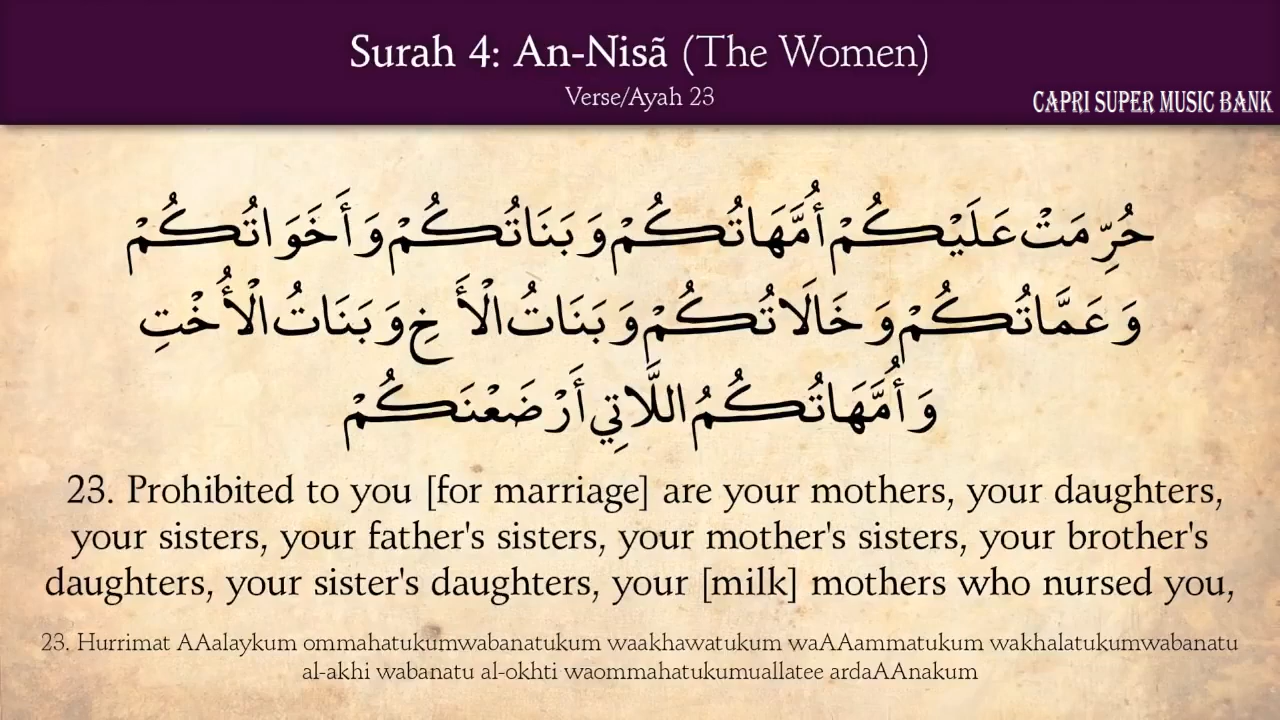 Surah 4: An-Nisã (The Women)
Verse/Ayah 23
CAPRI SUPER MUSIC BANK
حُرِّمَتْ عَلَيْكُمْ أُمَّهَاتُكُمْ وَبَنَاتُكُمْ وَأَخَوَاتُكُمْ
وَعَمَّاتُكُمْ وَخَالَاتُكُمْ وَبَنَاتُ الْأَخِ وَبَنَاتُ الْأُخْتِ
وَأُمَّهَاتُكُمُ اللَّاتِي أَرْضَعْنَكُمْ
23. Prohibited to you [for marriage] are your mothers, your daughters,
your sisters, your father's sisters, your mother's sisters, your brother's
daughters, your sister's daughters, your [milk] mothers who nursed you,
23. Hurrimat AAalaykum ommahatukumwabanatukum waakhawatukum waAAammatukum wakhalatukumwabanatu
al-akhi wabanatu al-okhti waommahatukumuallatee ardaAAnakum